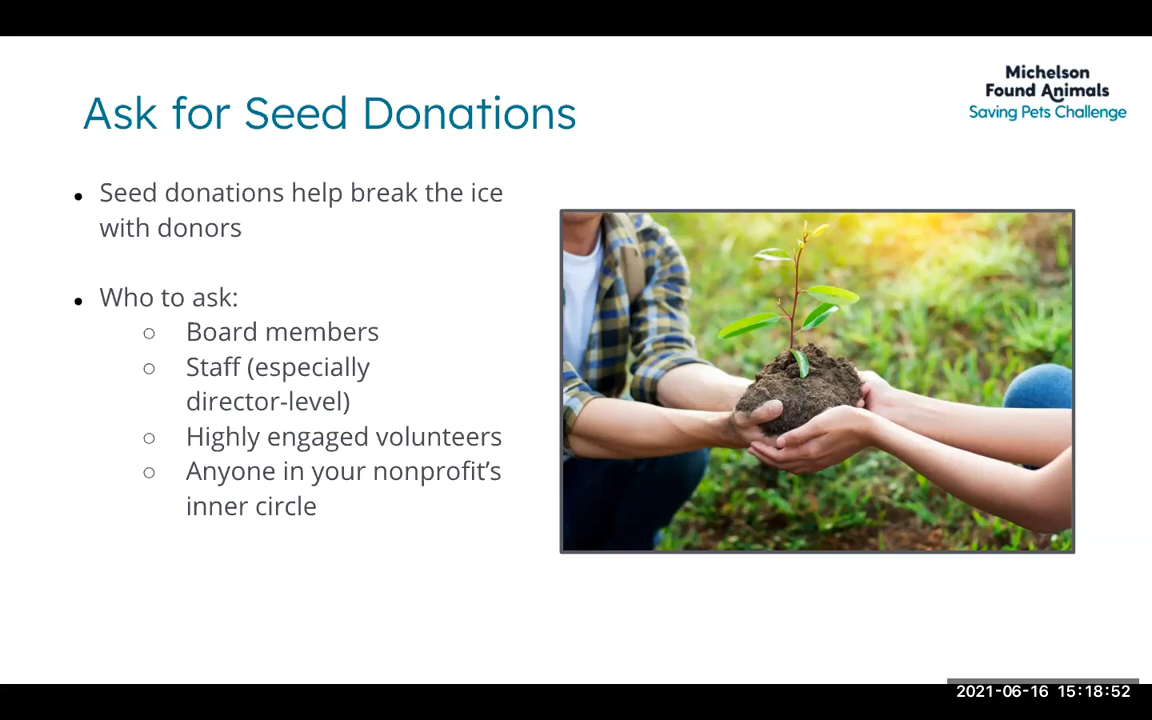 Michelson
Found Animals
Saving Pets Challenge
Ask for Seed Donations
• Seed donations help break the ice
with donors
• Who to ask:
○ Board members
○ Staff (especially
director-level)
○ Highly engaged volunteers
○ Anyone in your nonprofit’s
inner circle
2021-06-16 15:18:52